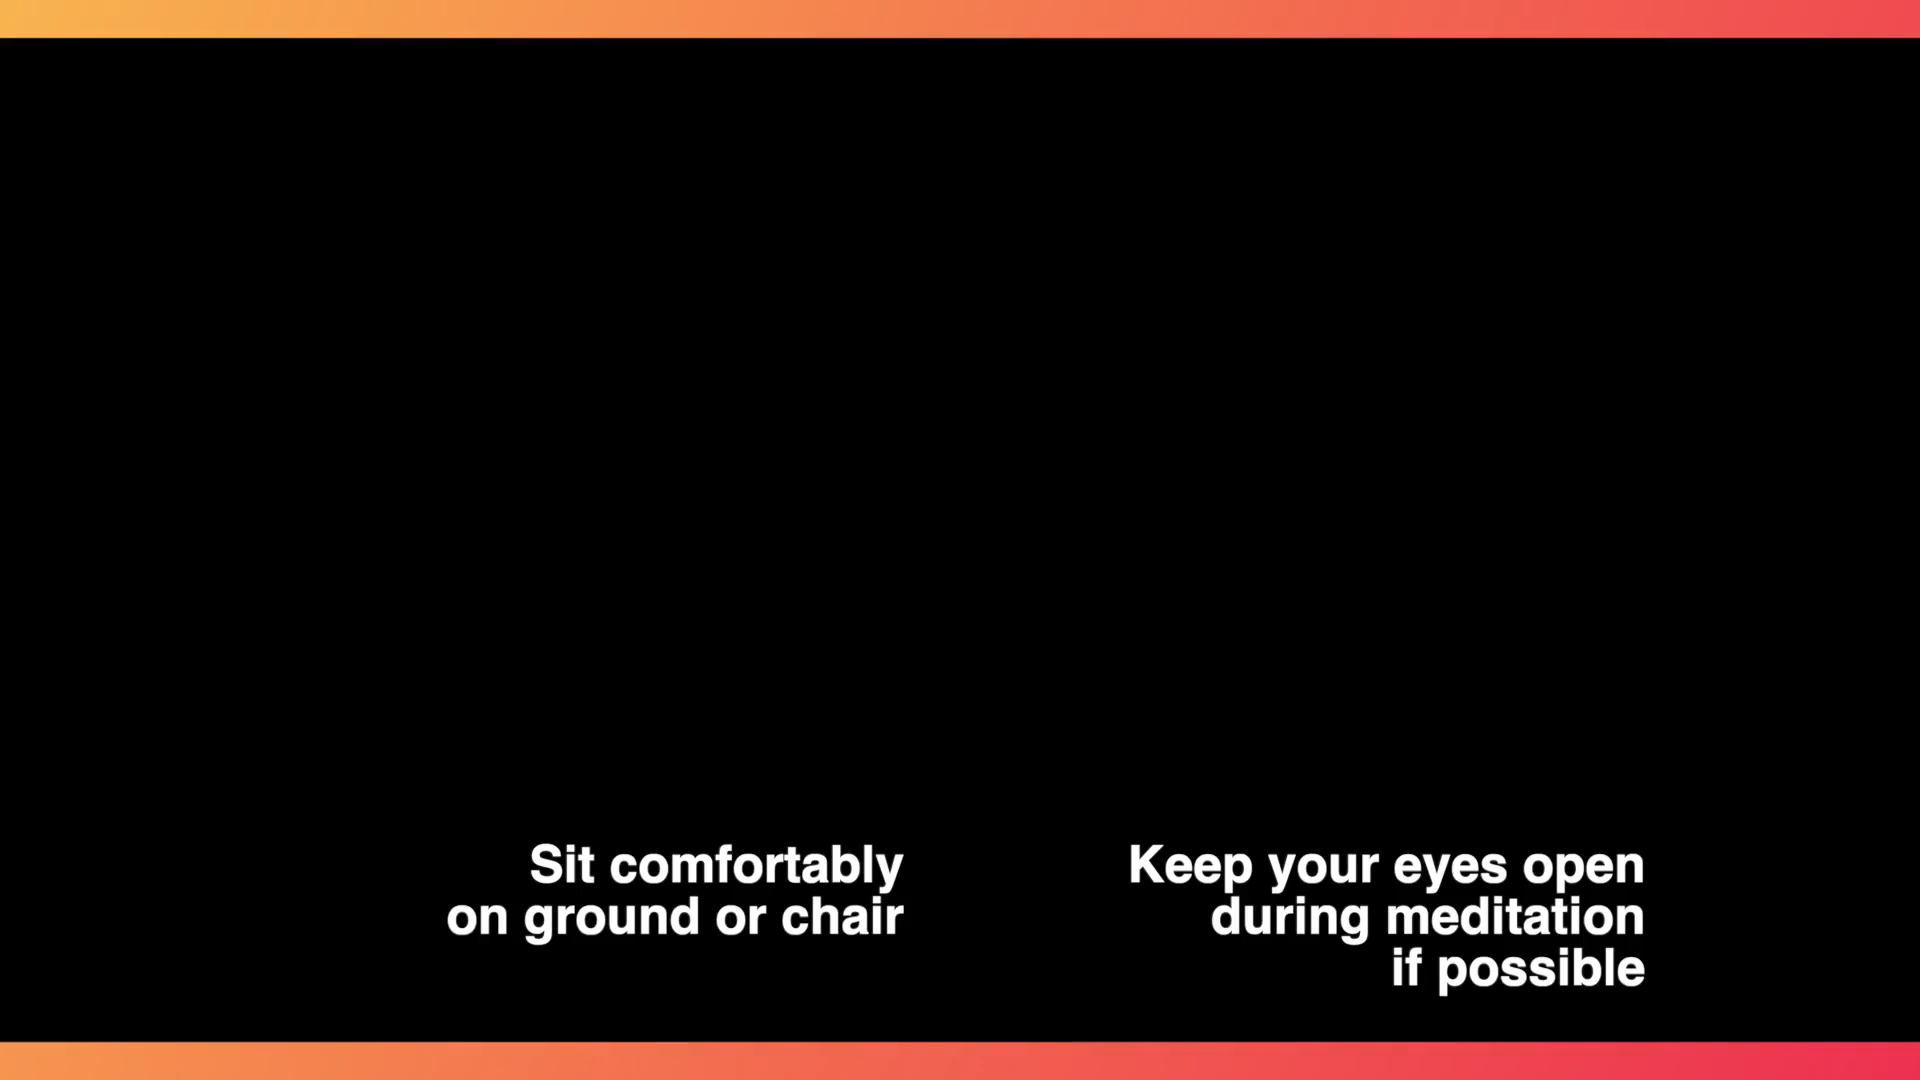 Sit comfortably
on ground or chair
Keep your eyes open
during meditation
if possible